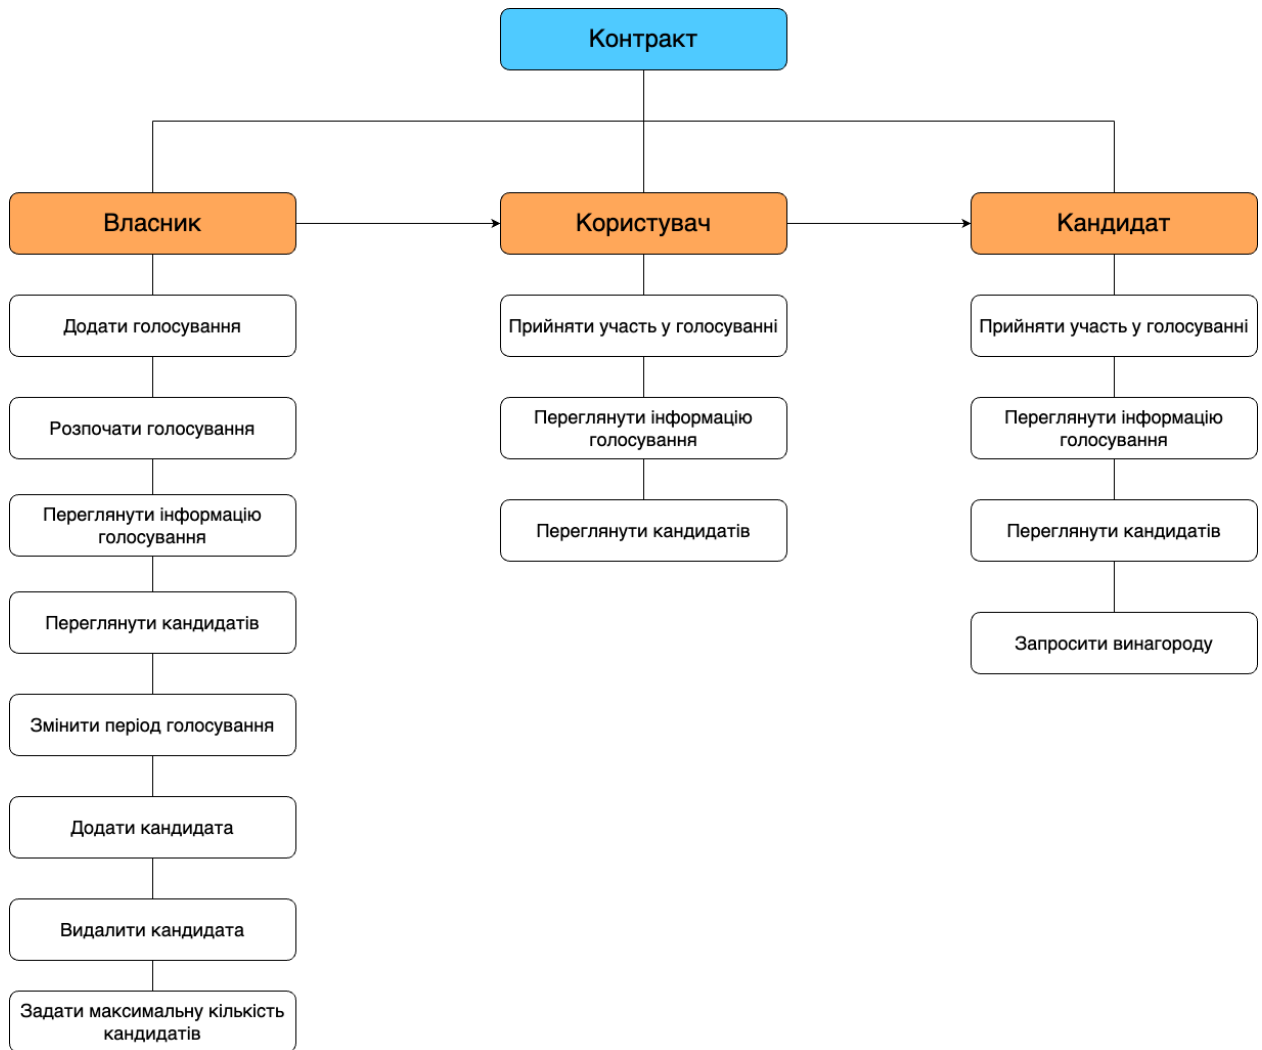 Контракт
Власник
Користувач
Кандидат
Додати голосування
Розпочати голосування
Переглянути інформацію
голосування
Переглянути кандидатів
Змінити період голосування
Додати кандидата
Видалити кандидата
Задати максимальну кількість
кандидатів
Прийняти участь у голосуванні
Переглянути інформацію
голосування
Переглянути кандидатів
Прийняти участь у голосуванні
Переглянути інформацію
голосування
Переглянути кандидатів
Запросити винагороду